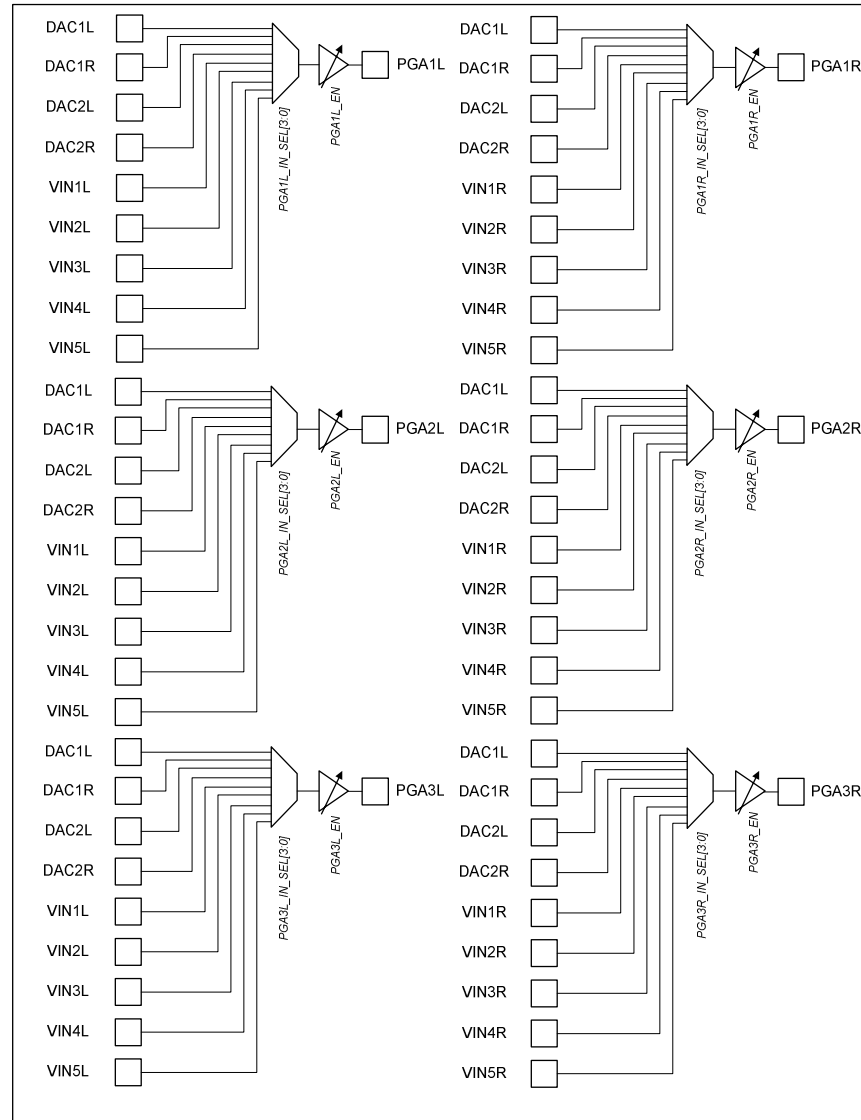 DAC1L
DAC1R
PGA1L
DAC2L
PGA1L_EN
DAC2R
PGA1L_IN_SEL[3:0]
VIN1L
VIN2L
VIN3L
VIN4L
VIN5L
DAC1L
DAC1R
PGA2L
DAC2L
PGA2L_EN
DAC2R
PGA2L_IN_SEL[3:0]
VIN1L
VIN2L
VIN3L
VIN4L
VIN5L
DAC1L
DAC1R
PGA3L
DAC2L
PGA3L_EN
DAC2R
PGA3L_IN_SEL[3:0]
VIN1L
VIN2L
VIN3L
VIN4L
VIN5L
DAC1L
DAC1R
PGA1R
DAC2L
PGA1R_EN
DAC2R
PGA1R_IN_SEL[3:0]
VIN1R
VIN2R
VIN3R
VIN4R
VIN5R
DAC1L
DAC1R
PGA2R
DAC2L
PGA2R_EN
DAC2R
PGA2R_IN_SEL[3:0]
VIN1R
VIN2R
VIN3R
VIN4R
VIN5R
DAC1L
DAC1R
PGA3R
DAC2L
PGA3R_EN
DAC2R
PGA3R_IN_SEL[3:0]
VIN1R
VIN2R
VIN3R
VIN4R
VIN5R